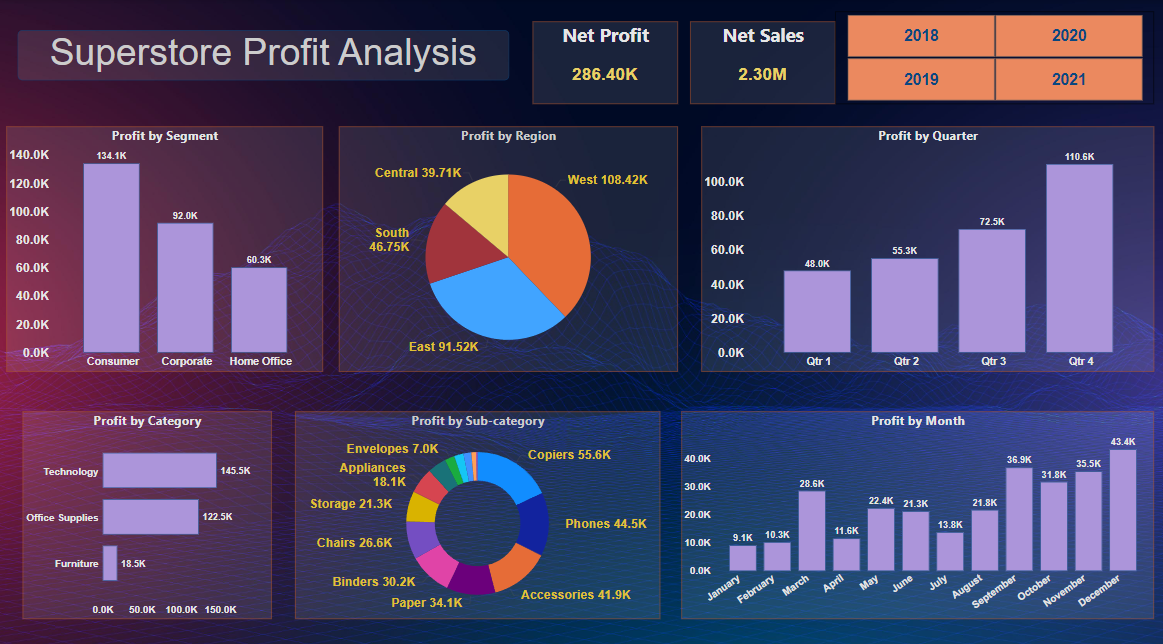 Superstore Profit Analysis
Net Profit
286.40K
Net Sales
2.30M
2018
2020
2019
2021
Profit by Segment
140.0K
120.0K
100.0K
80.0K
60.0K
40.0K
20.0K
0.0K
134.1K
92.0K
60.3K
Consumer
Corporate
Home Office
Profit by Region
Central 39.71K
West 108.42K
South
46.75K
East 91.52K
Profit by Quarter
100.0K
80.0K
60.0K
40.0K
20.0K
0.0K
48.0K
55.3K
72.5K
110.6K
Qtr 1
Qtr 2
Qtr 3
Qtr 4
Profit by Category
Technology
145.5K
Office Supplies
122.5K
Furniture
18.5K
0.0K
50.0K
100.0K
150.0K
Profit by Sub-category
Envelopes 7.0K
Copiers 55.6K
Appliances
18.1K
Storage 21.3K
Phones 44.5K
Chairs 26.6K
Binders 30.2K
Accessories 41.9K
Paper 34.1K
Profit by Month
40.0K
30.0K
20.0K
10.0K
0.0K
9.1K
10.3K
28.6K
11.6K
22.4K
21.3K
13.8K
21.8K
36.9K
31.8K
35.5K
43.4K
January
February
March
April
May
June
July
August
September
October
November
December